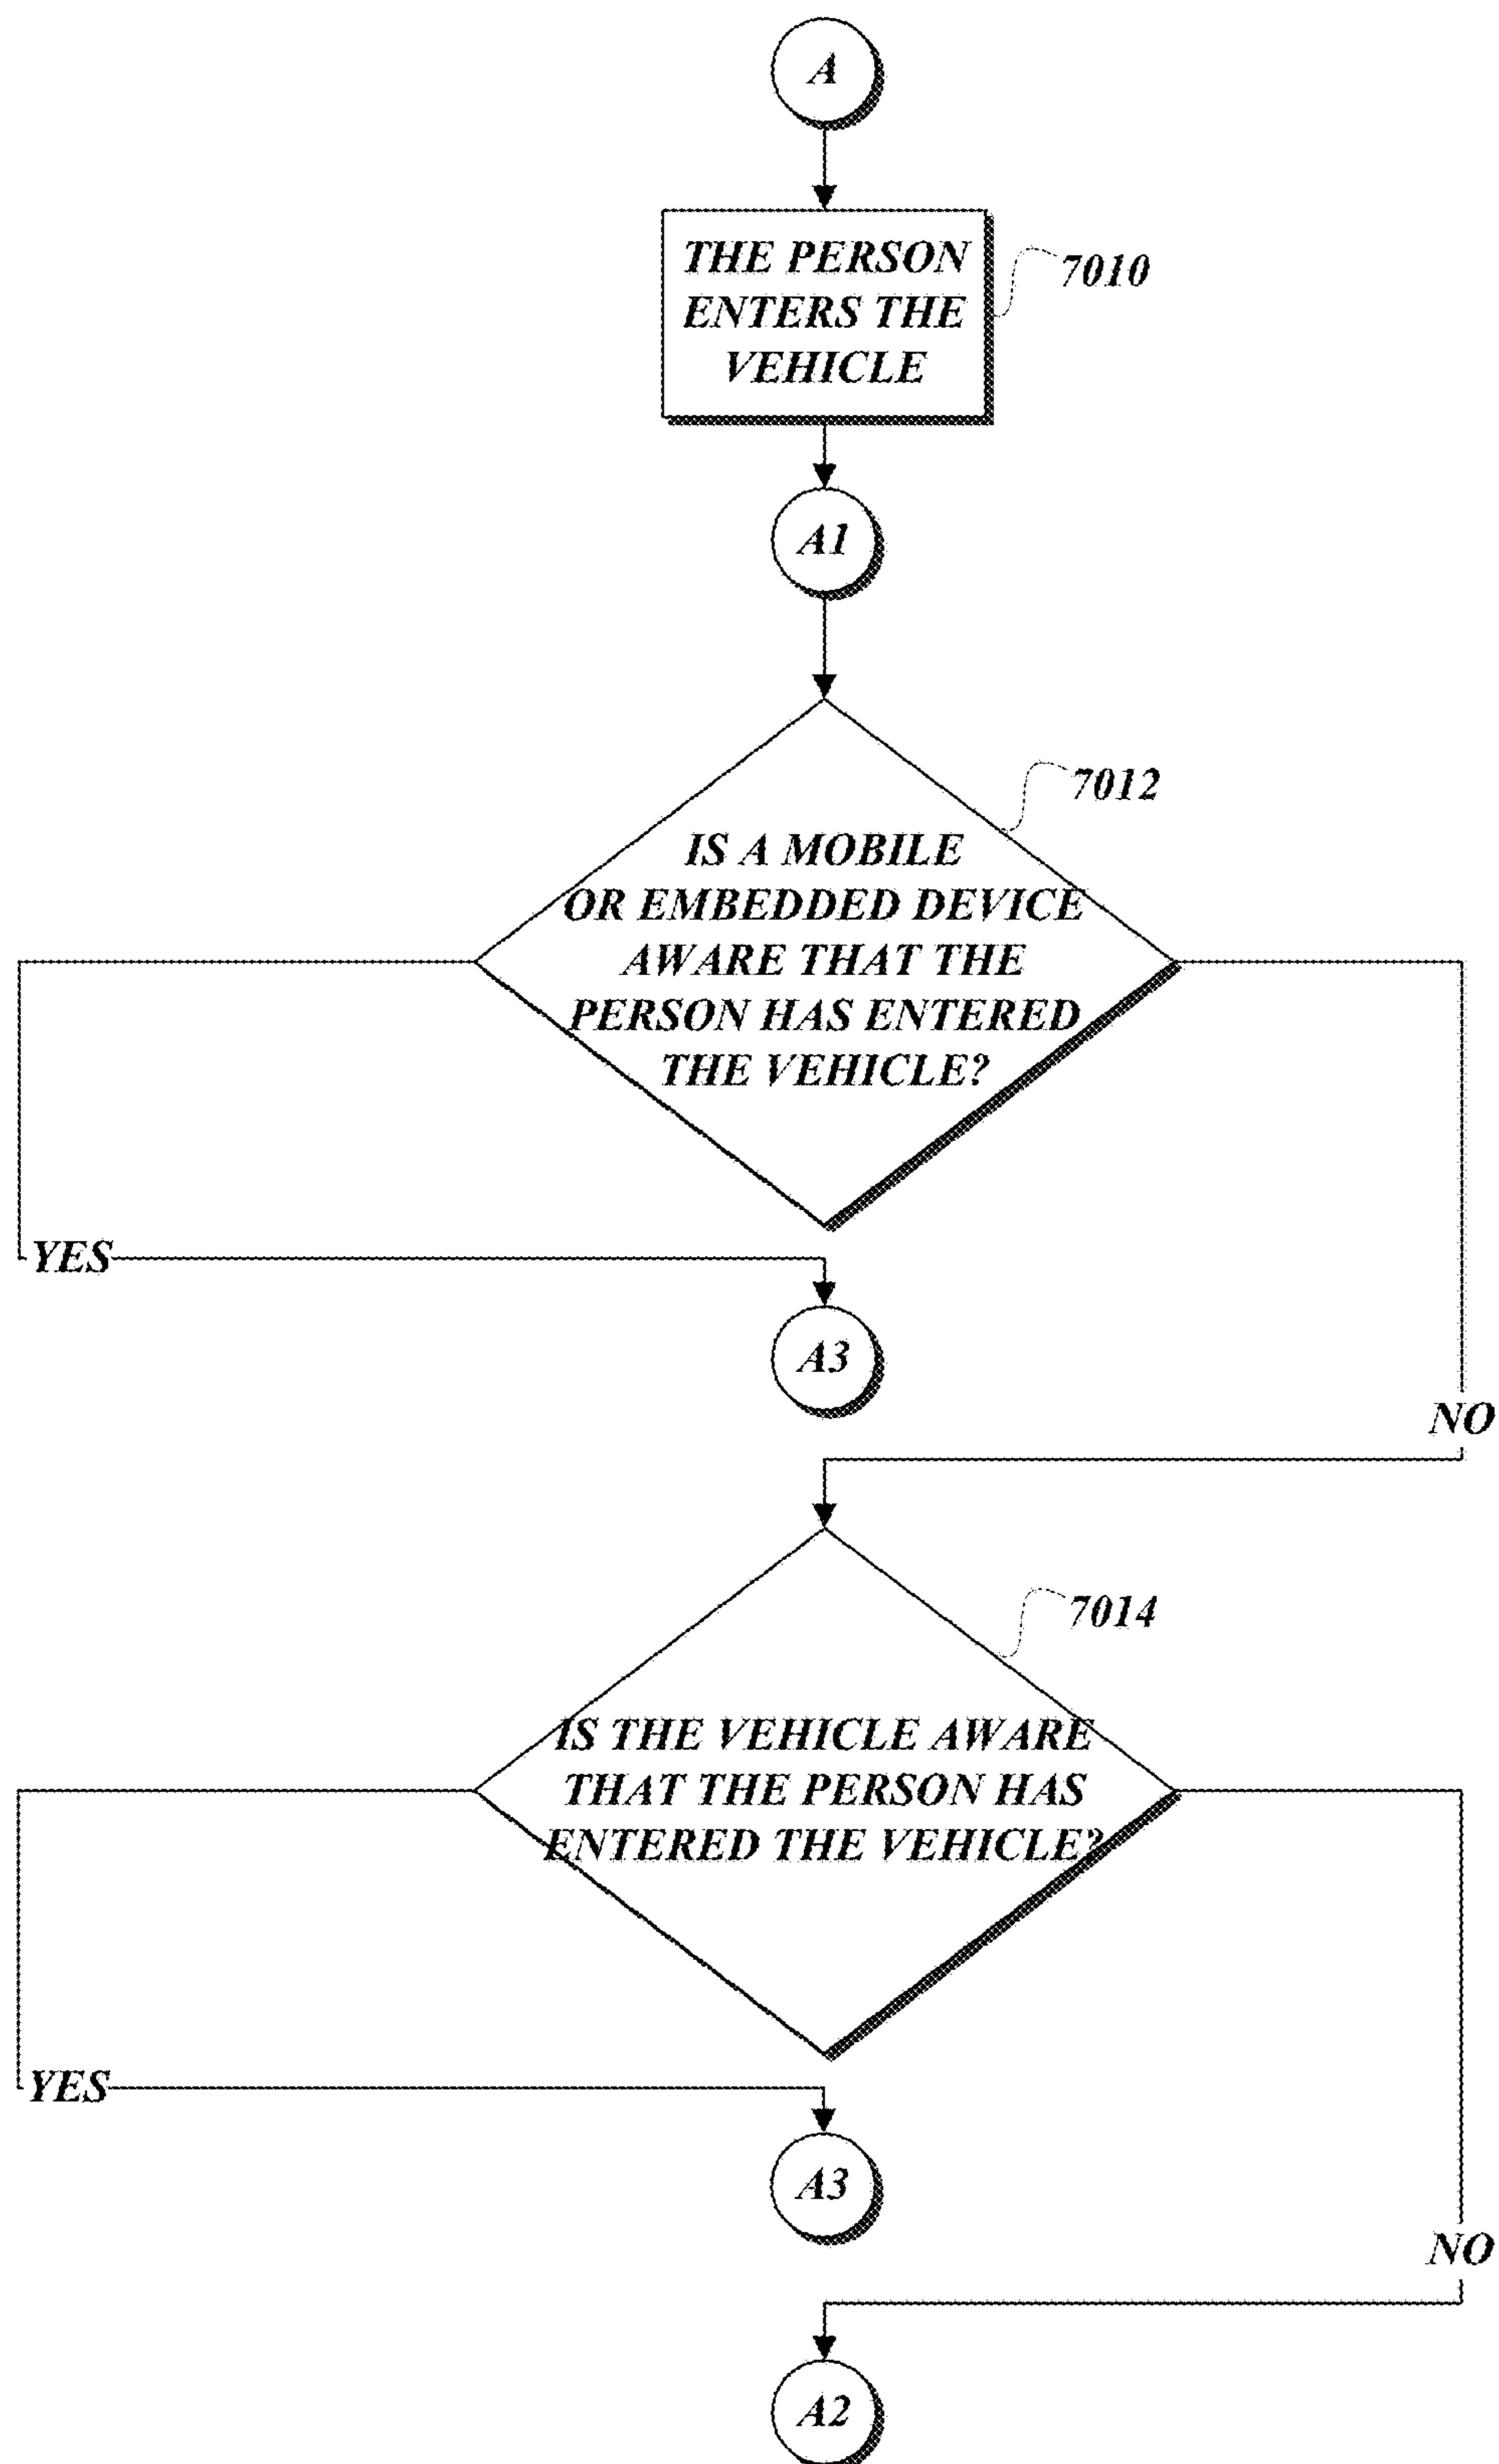 A
THE PERSON
ENTERS THE
VEHICLE
7010
A1
7012
IS A MOBILE
OR EMBEDDED DEVICE
AWARE THAT THE
PERSON HAS ENTERED
THE VEHICLE?
YES
A3
NO
7014
IS THE VEHICLE AWARE
THAT THE PERSON HAS
ENTERED THE VEHICLE?
YES
A3
NO
A2